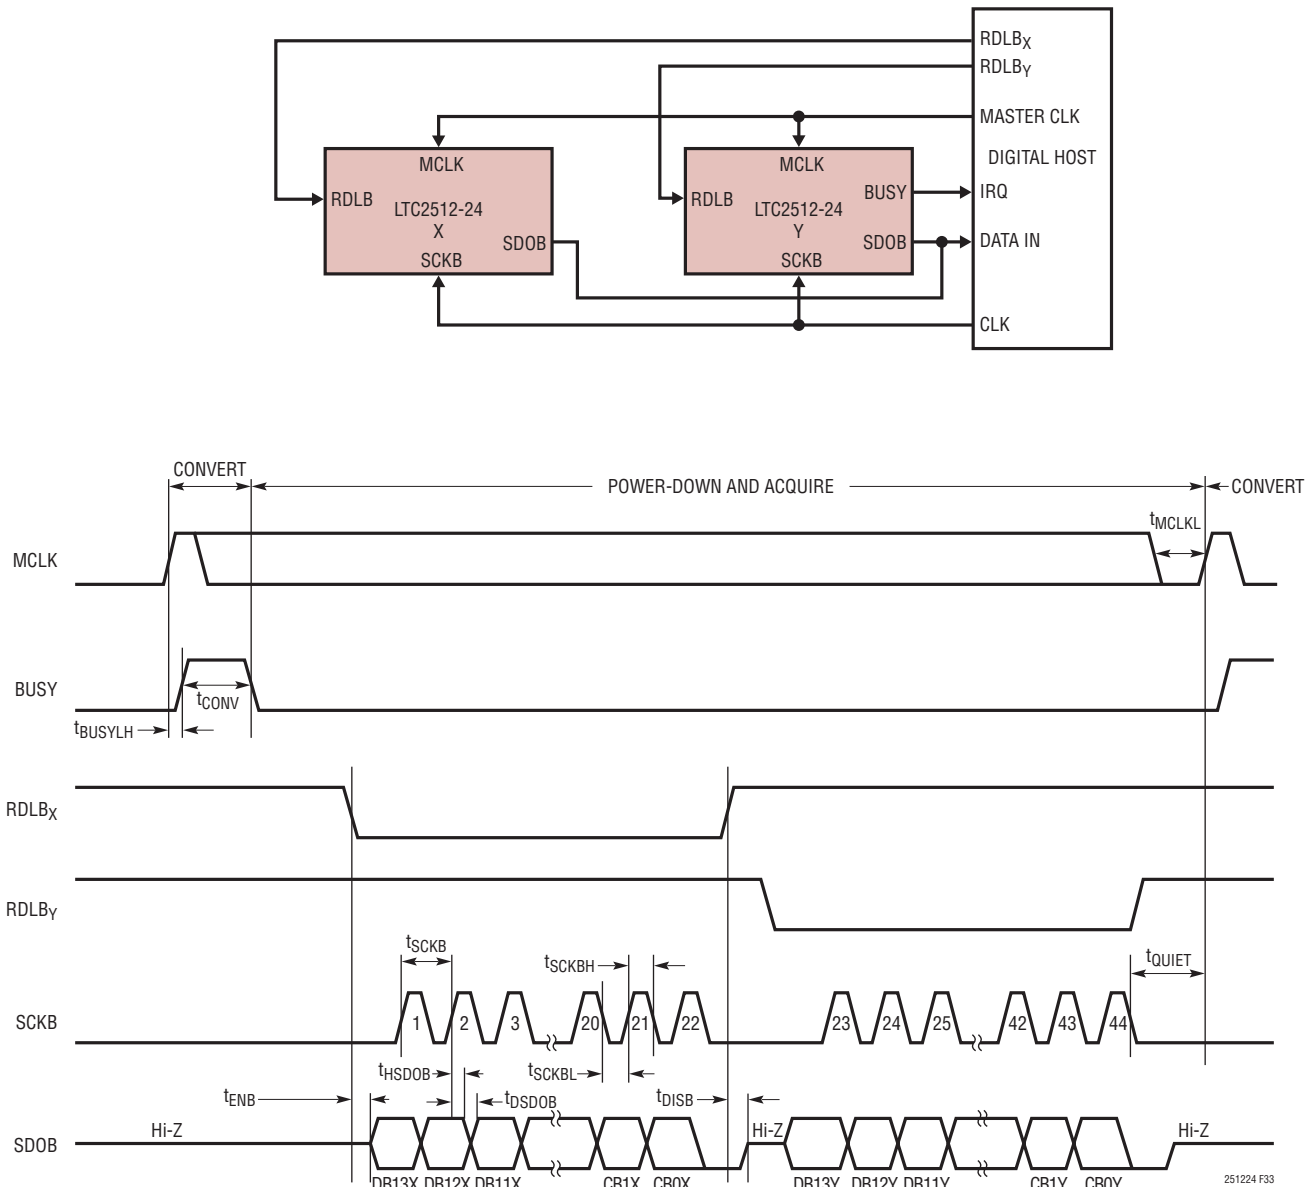 RDLBX
RDLBY
MASTER CLK
MCLK
MCLK
DIGITAL HOST
RDLB
BUSY
RDLB
IRQ
LTC2512-24
X
LTC2512-24
Y
SDOB
SDOB
DATA IN
SCKB
SCKB
CLK
CONVERT
POWER-DOWN AND ACQUIRE
CONVERT
tMCLKL
MCLK
BUSY
tCONV
tBUSYLH
RDLBX
RDLBY
tSCKB
tSCKBH
tQUIET
SCKB
1 2 3 20 21 22 23 24 25 42 43 44
tHSDOB
tSCKBL
tENB
tDSDOB
tDISB
SDOB
Hi-Z
Hi-Z
Hi-Z
DB13X DB12X DB11X CB1X CB0X DB13Y DB12Y DB11Y CB1Y CB0Y
251224 F33